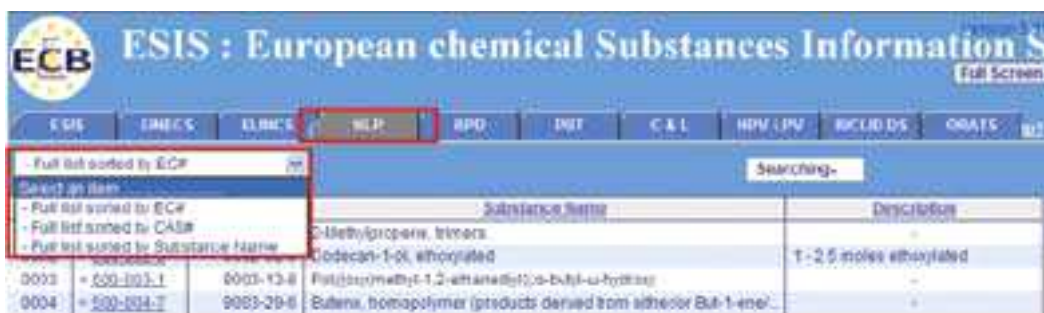 ECB
ESIS : European chemical Substances Information S
Full Screen
ESIS EINECS ELINCS NLP BPD PBT C & L HPV LPV IUCLID DS ORATS
- Full list sorted by EC#
Searching-
Select an item
- Full list sorted by EC#
- Full list sorted by CAS#
- Full list sorted by Substance Name
Substance Name Description
2-Methylpropene, trimers
Dodecan-1-ol, ethoxylated 1 - 2.5 moles ethoxylated
0003 500-003-1 9003-13-8
0004 500-004-7 9003-29-6 Butene, homopolymer (products derived from either/or But-1-ene/...